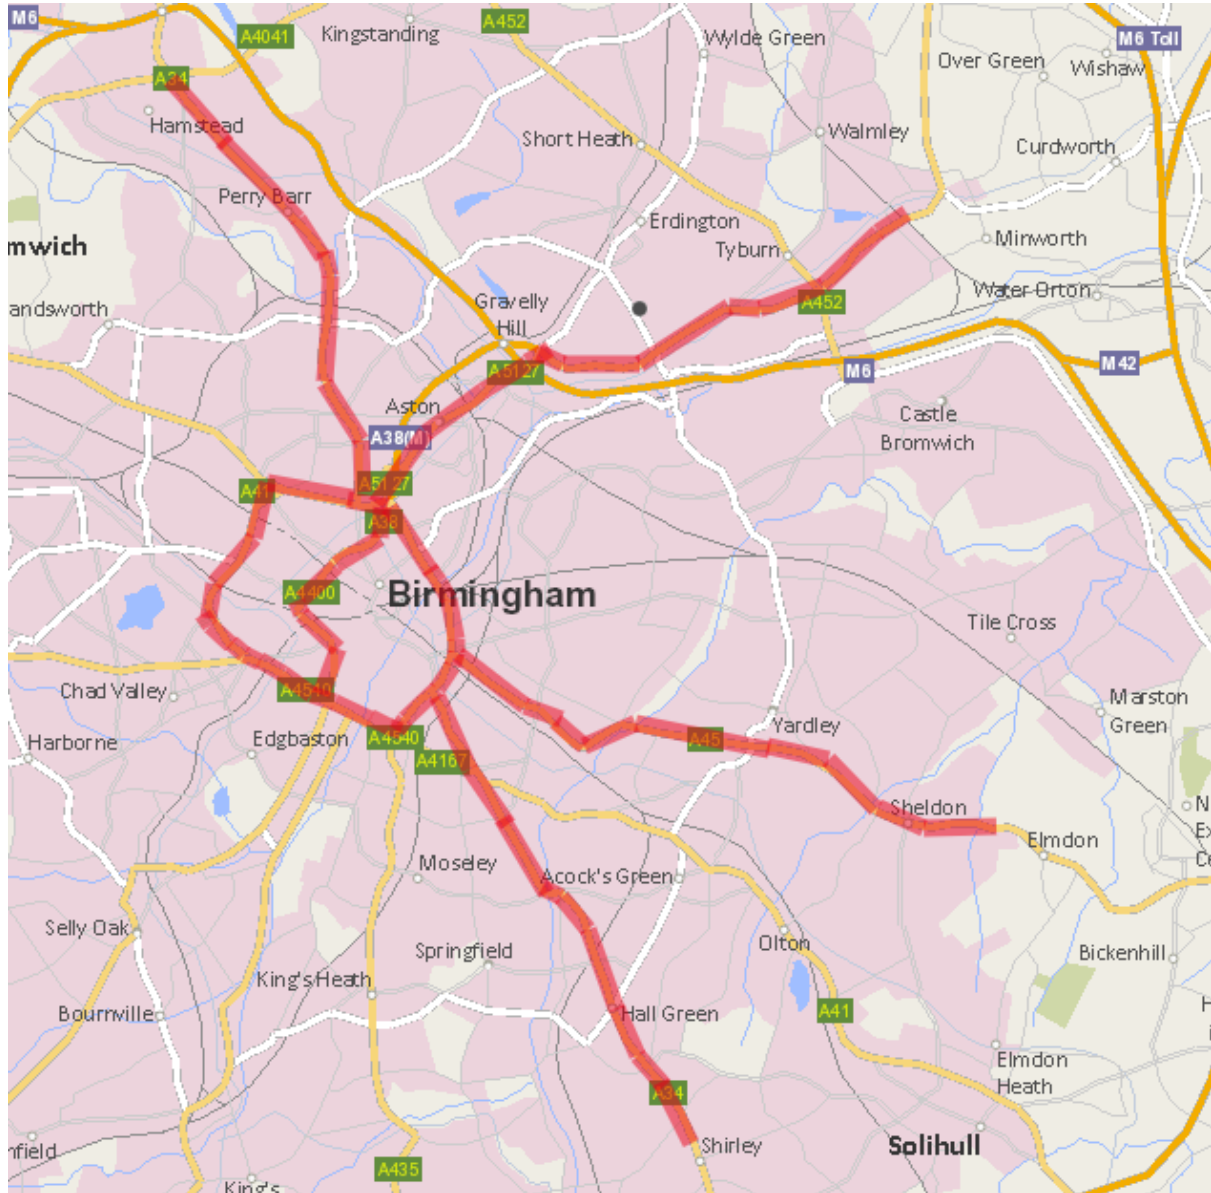 M6
A4041
Kingstanding
A452
Wylde Green
M6 Toll
Over Green
Wishaw
A34
Hamstead
Short Heath
Walmley
Curdworth
Perry Barr
Erdington
Tyburn
Minworth
mwich
andsworth
Gravelly
Hill
Water Orton
A452
A5127
M6
M42
Aston
Castle
Bromwich
A38(M)
A5127
A41
A38
A4400
Birmingham
Tile Cross
Chad Valley
A4540
Marston
Green
Harborne
Edgbaston
A4540
A4167
A45
Yardley
Sheldon
Elmdon
N
Ex
Ce
Moseley
Acock's Green
Selly Oak
Springfield
Olton
Bickenhill
King's Heath
Bournville
Hall Green
A41
H
i
Elmdon
Heath
A34
nfield
A435
Shirley
Solihull
King's